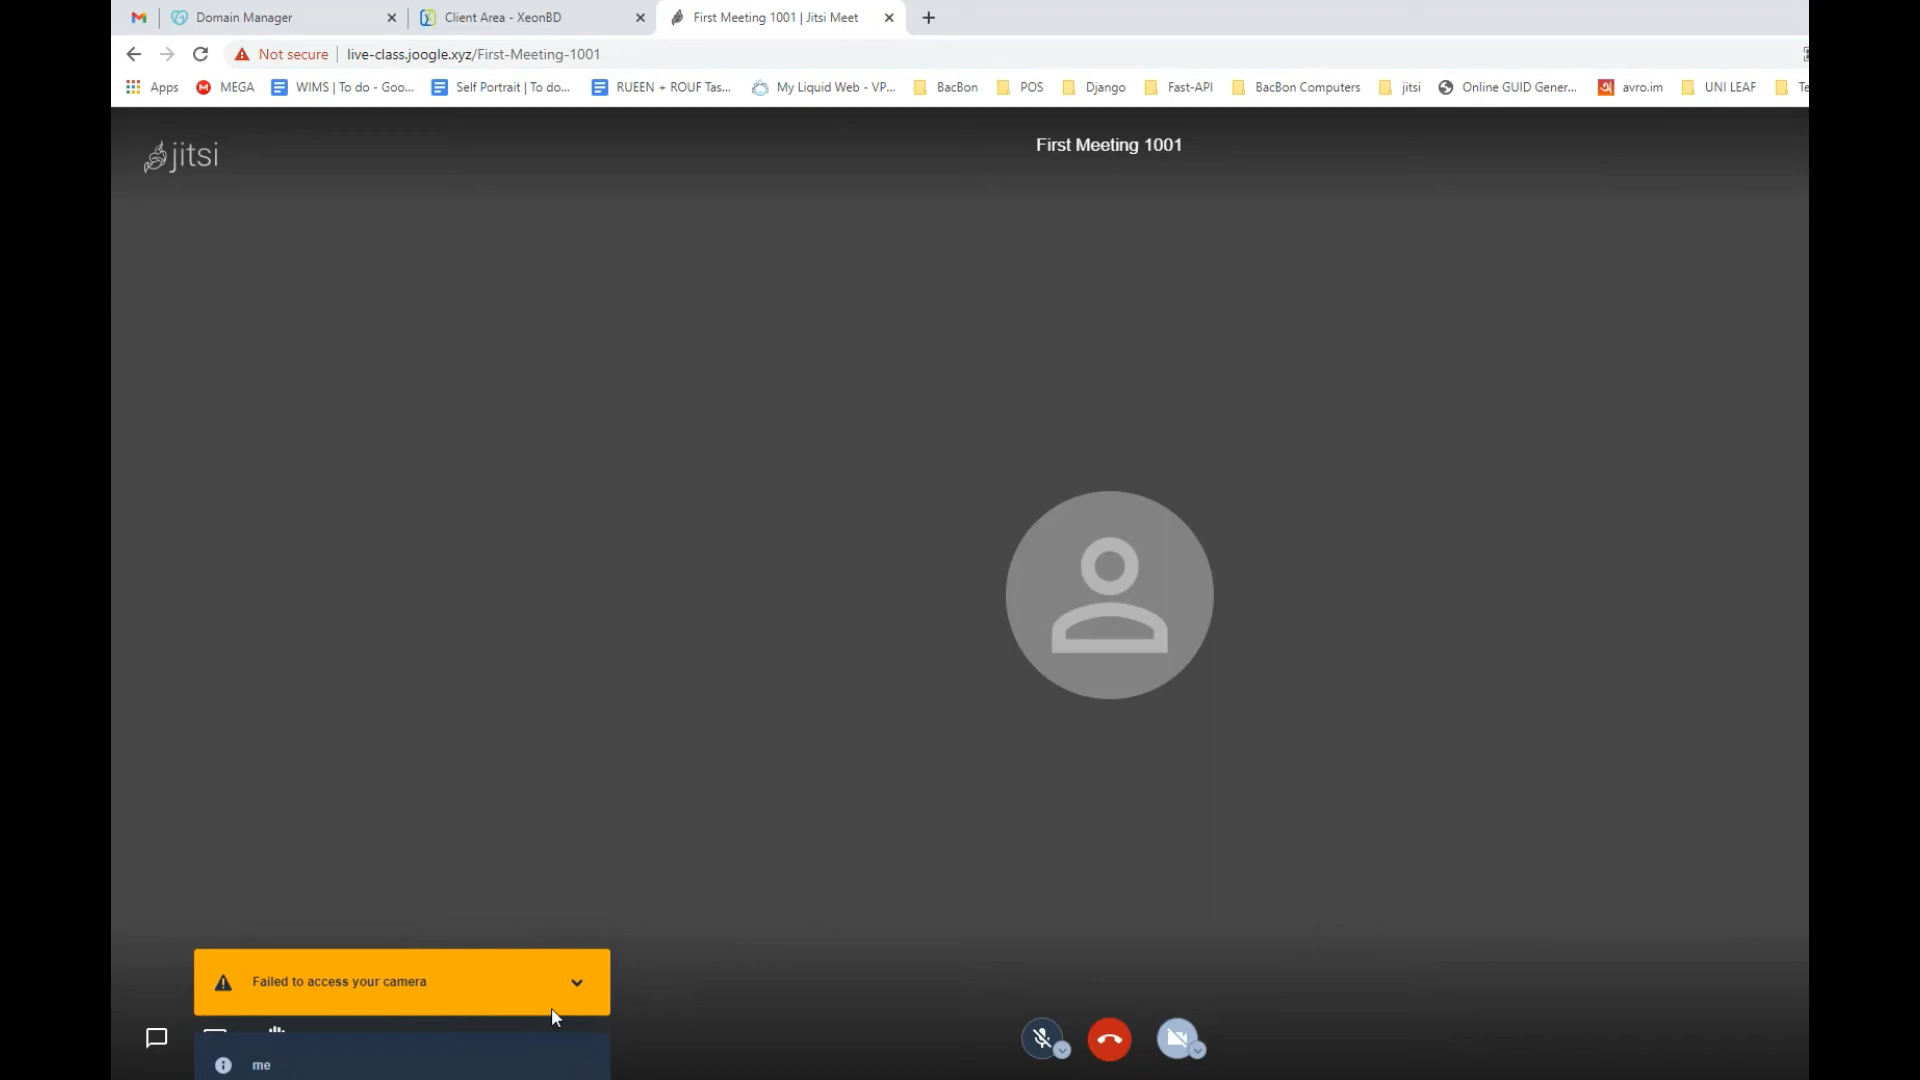 Domain Manager
Client Area - XeonBD
First Meeting 1001 | Jitsi Meet
Not secure
live-class.joogle.xyz/First-Meeting-1001
Apps
MEGA
WIMS | To do - Goo...
Self Portrait | To do...
RUEEN + ROUF Tas...
My Liquid Web - VP...
BacBon
POS
Django
Fast-API
BacBon Computers
jitsi
Online GUID Gener...
avro.im
UNI LEAF
Te
jitsi
First Meeting 1001
Failed to access your camera
me